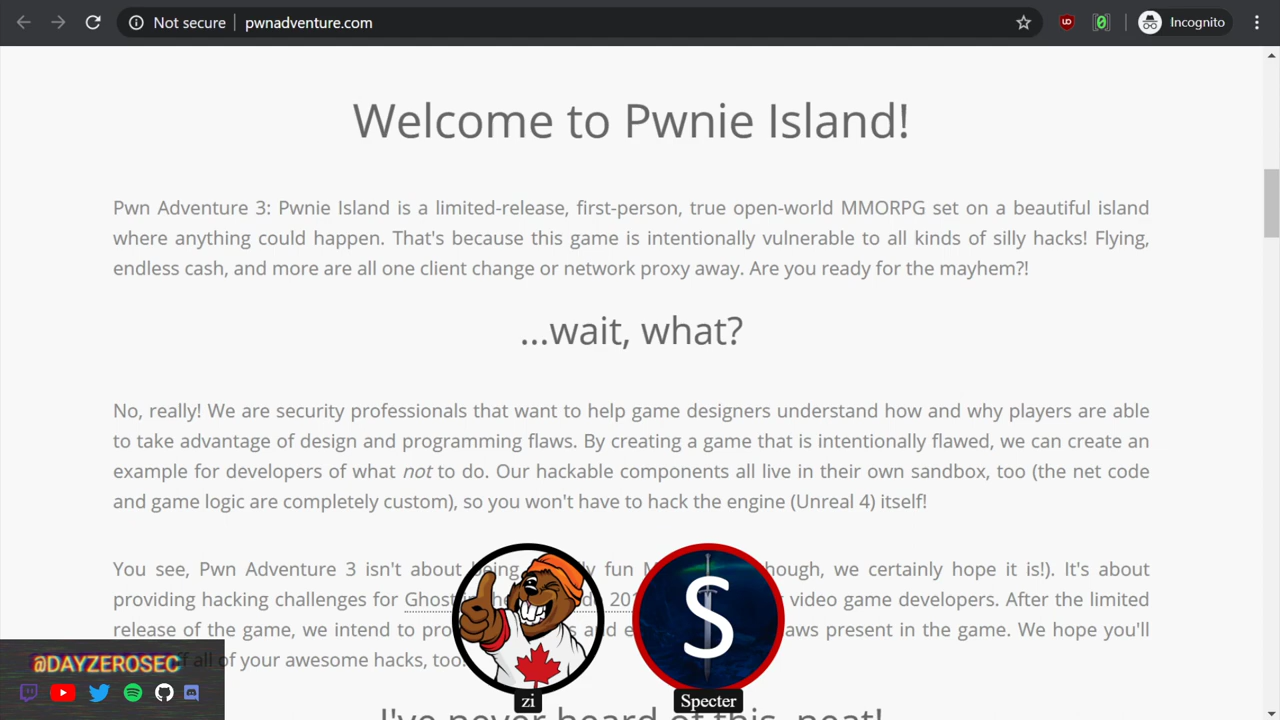 Not secure pwnadventure.com Incognito
Welcome to Pwnie Island!
Pwn Adventure 3: Pwnie Island is a limited-release, first-person, true open-world MMORPG set on a beautiful island
where anything could happen. That's because this game is intentionally vulnerable to all kinds of silly hacks! Flying,
endless cash, and more are all one client change or network proxy away. Are you ready for the mayhem?!
...wait, what?
No, really! We are security professionals that want to help game designers understand how and why players are able
to take advantage of design and programming flaws. By creating a game that is intentionally flawed, we can create an
example for developers of what not to do. Our hackable components all live in their own sandbox, too (the net code
and game logic are completely custom), so you won't have to hack the engine (Unreal 4) itself!
You see, Pwn Adventure 3 isn't about being fun we certainly hope it is!). It's about
providing hacking challenges for Ghost video game developers. After the limited
release of the game, we intend to present in the game. We hope you'll
all of your awesome hacks, too
I've never heard of this, neat!
@DAYZEROSEC
S
zi
Specter